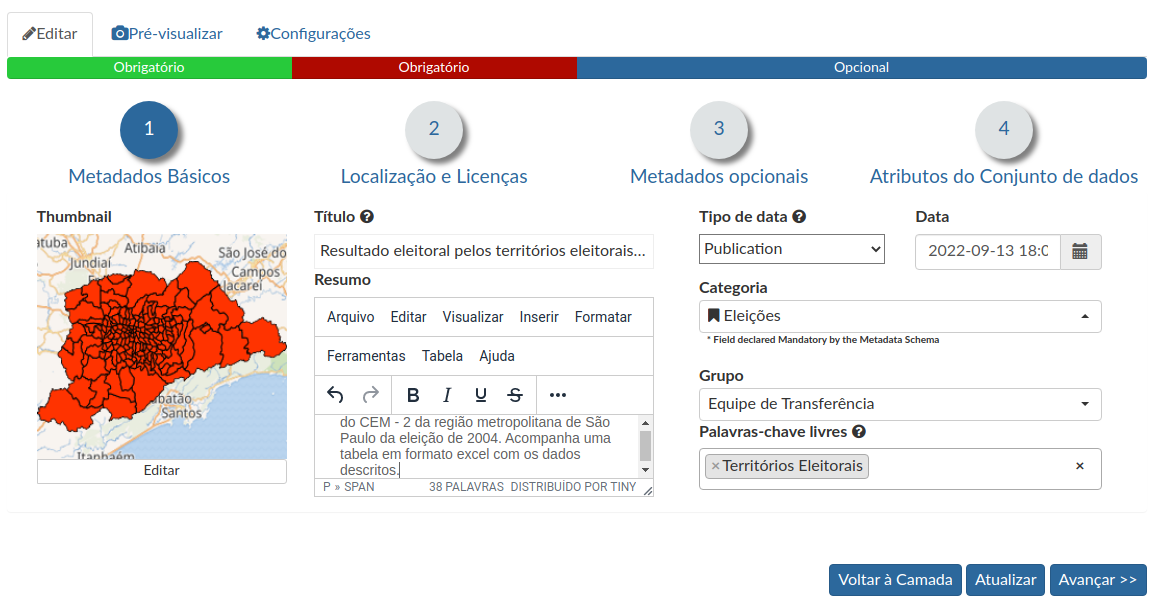 Editar
Pré-visualizar
Configurações
Obrigatório
Obrigatório
Opcional
1
2
3
4
Metadados Básicos
Localização e Licenças
Metadados opcionais
Atributos do Conjunto de dados
Thumbnail
atuba
Atibaia
São José do
Campos
Jundiaí
Jacareí
batão
Santos
Itanhaém
Editar
Título
Resultado eleitoral pelos territórios eleitorais...
Resumo
Arquivo Editar Visualizar Inserir Formatar
Ferramentas Tabela Ajuda
B I U S ...
do CEM - 2 da região metropolitana de São
Paulo da eleição de 2004. Acompanha uma
tabela em formato excel com os dados
descritos.
P » SPAN 38 PALAVRAS DISTRIBUÍDO POR TINY
Tipo de data
Publication
Data
2022-09-13 18:0
Categoria
Eleições
* Field declared Mandatory by the Metadata Schema
Grupo
Equipe de Transferência
Palavras-chave livres
×Territórios Eleitorais ×
Voltar à Camada
Atualizar
Avançar >>